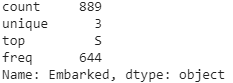 count     889
unique      3
top         S
freq      644
Name: Embarked, dtype: object